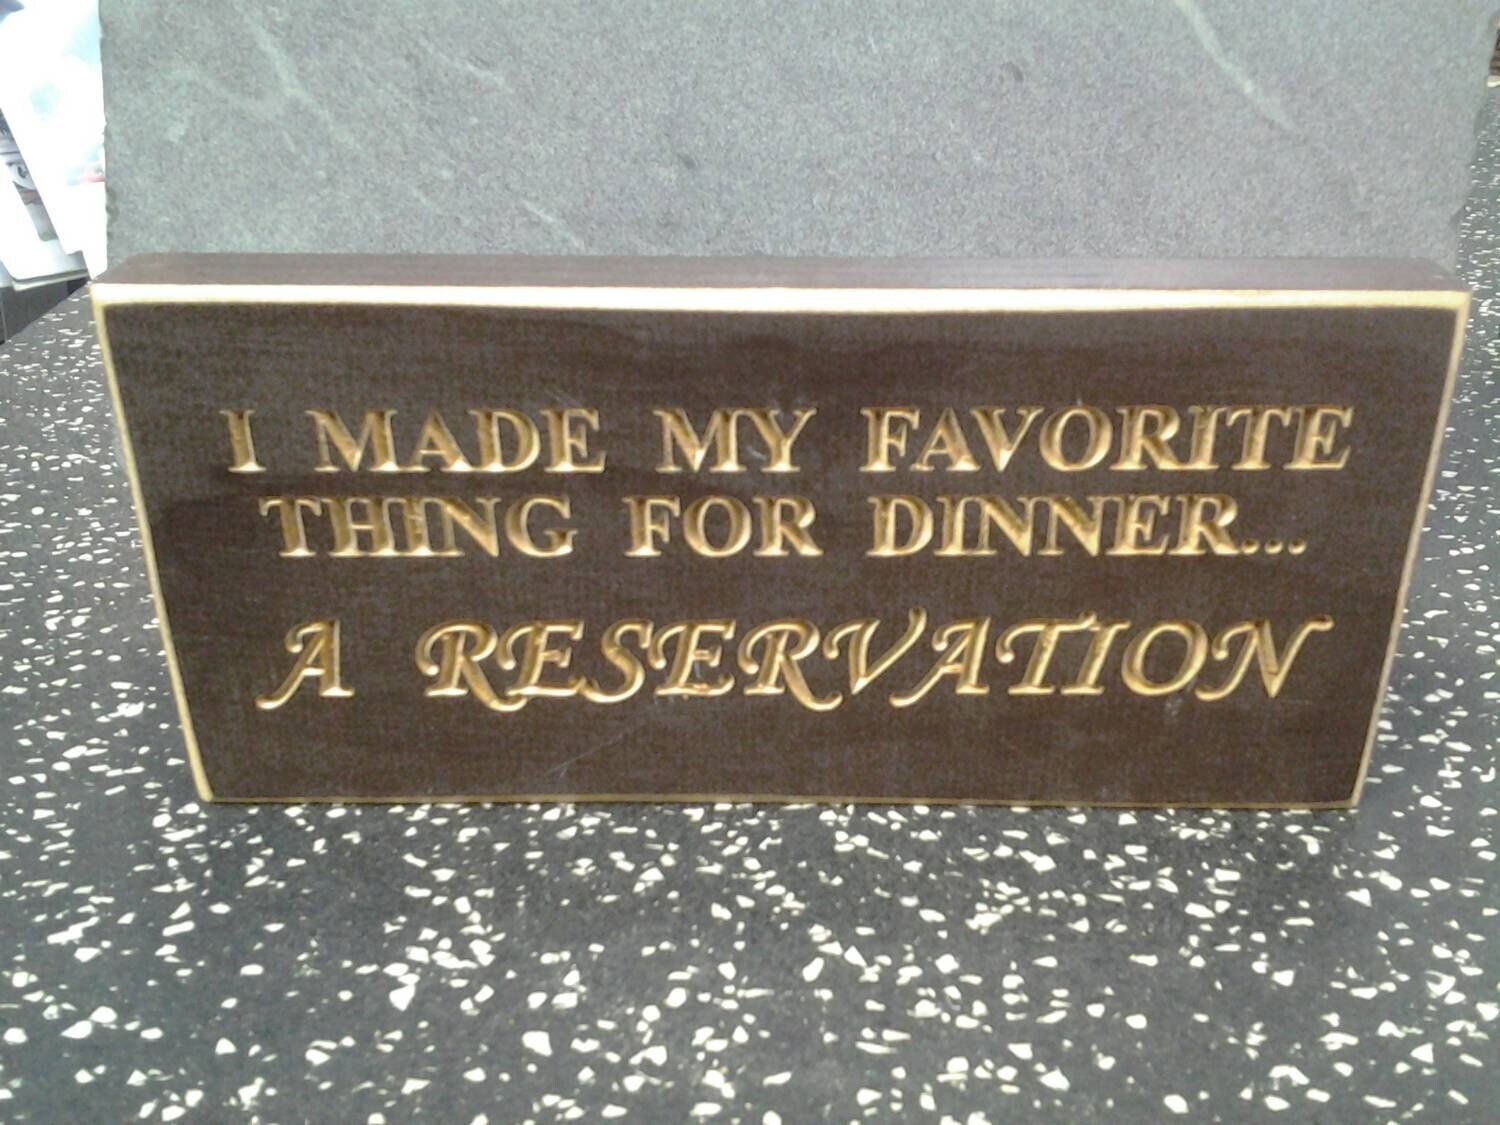 I MADE MY FAVORITE
THING FOR DINNER...
A RESERVATION